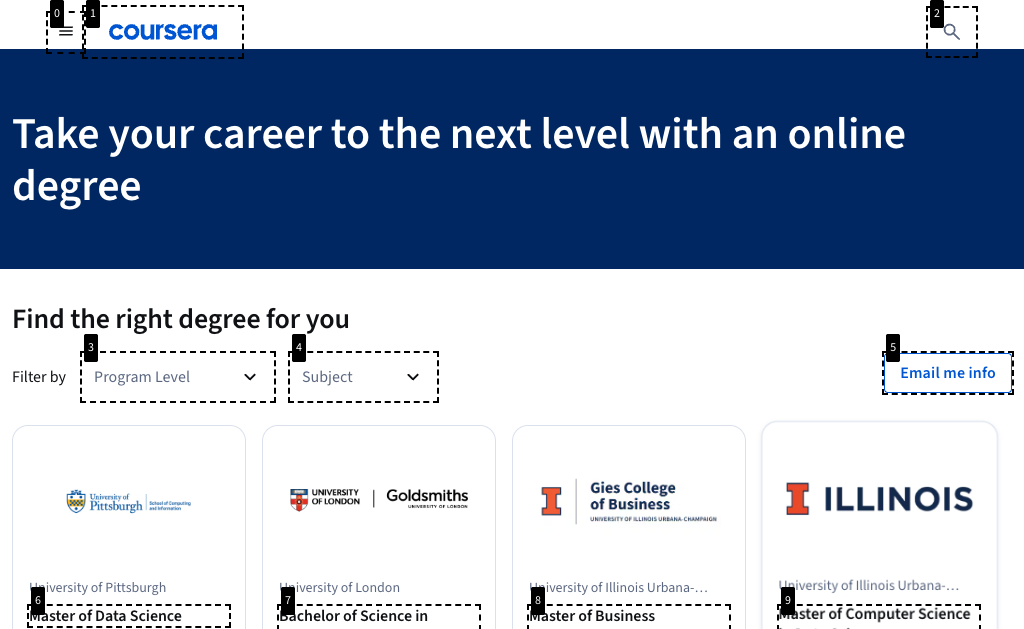 0
1
coursera
2
Take your career to the next level with an online
degree
Find the right degree for you
Filter by
3
Program Level
4
Subject
5
Email me info
University of
Pittsburgh
School of Computing
and Information
UNIVERSITY
OF LONDON
Goldsmiths
UNIVERSITY OF LONDON
Gies College
of Business
UNIVERSITY OF ILLINOIS URBANA-CHAMPAIGN
ILLINOIS
University of Pittsburgh
University of London
University of Illinois Urbana-…
University of Illinois Urbana-…
6
Master of Data Science
7
Bachelor of Science in
8
Master of Business
9
Master of Computer Science